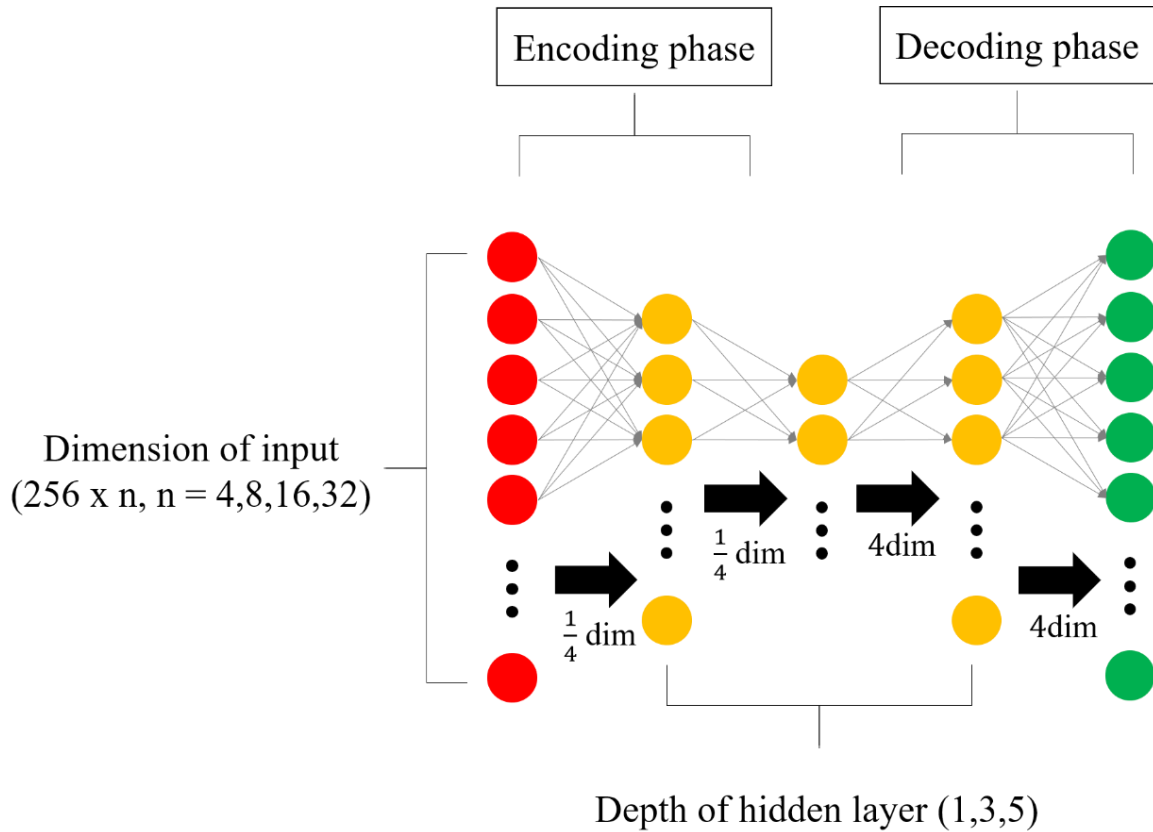 Encoding phase
Decoding phase
Dimension of input
(256 x n, n = 4,8,16,32)
1/4 dim
1/4 dim
4dim
4dim
Depth of hidden layer (1,3,5)